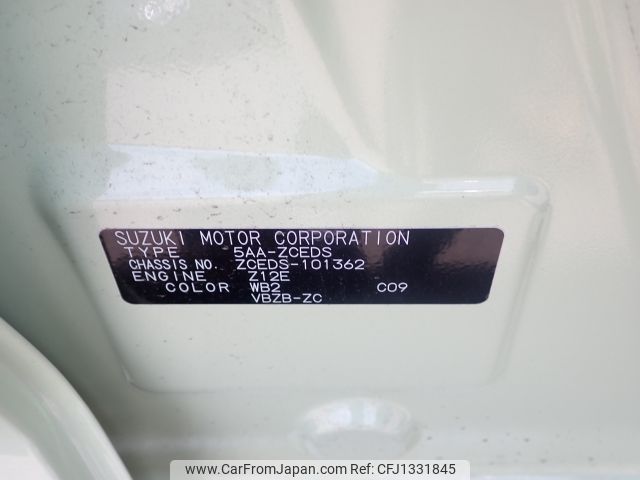 SUZUKI MOTOR CORPORATION
TYPE 5AA-ZCEDS
CHASSIS NO. ZCEDS-101362
ENGINE Z12E
COLOR WB2 C09
VBZB-ZC
www.CarFromJapan.com CFJ1331845